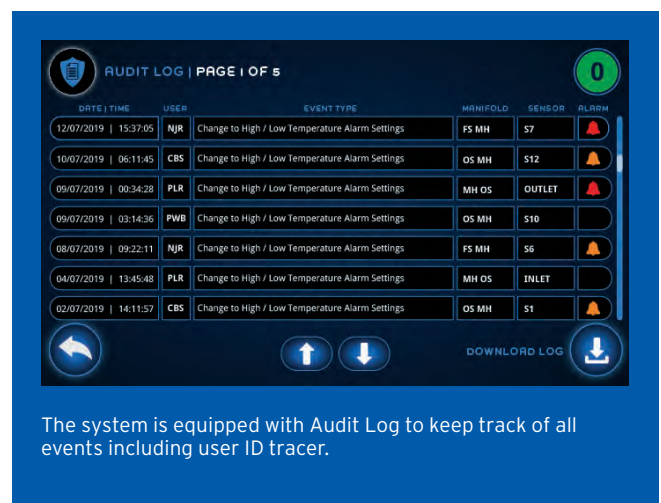 AUDIT LOG | PAGE 1 OF 5
0
DATE | TIME USER EVENT TYPE MANIFOLD SENSOR ALARM
12/07/2019 | 15:37:05 NJR Change to High / Low Temperature Alarm Settings FS MH S7
10/07/2019 | 06:11:45 CBS Change to High / Low Temperature Alarm Settings OS MH S12
09/07/2019 | 00:34:28 PLR Change to High / Low Temperature Alarm Settings MH OS OUTLET
09/07/2019 | 03:14:36 PWB Change to High / Low Temperature Alarm Settings OS MH S10
08/07/2019 | 09:22:11 NJR Change to High / Low Temperature Alarm Settings FS MH S6
04/07/2019 | 13:45:48 PLR Change to High / Low Temperature Alarm Settings MH OS INLET
02/07/2019 | 14:11:57 CBS Change to High / Low Temperature Alarm Settings OS MH S1
DOWNLOAD LOG
The system is equipped with Audit Log to keep track of all
events including user ID tracer.